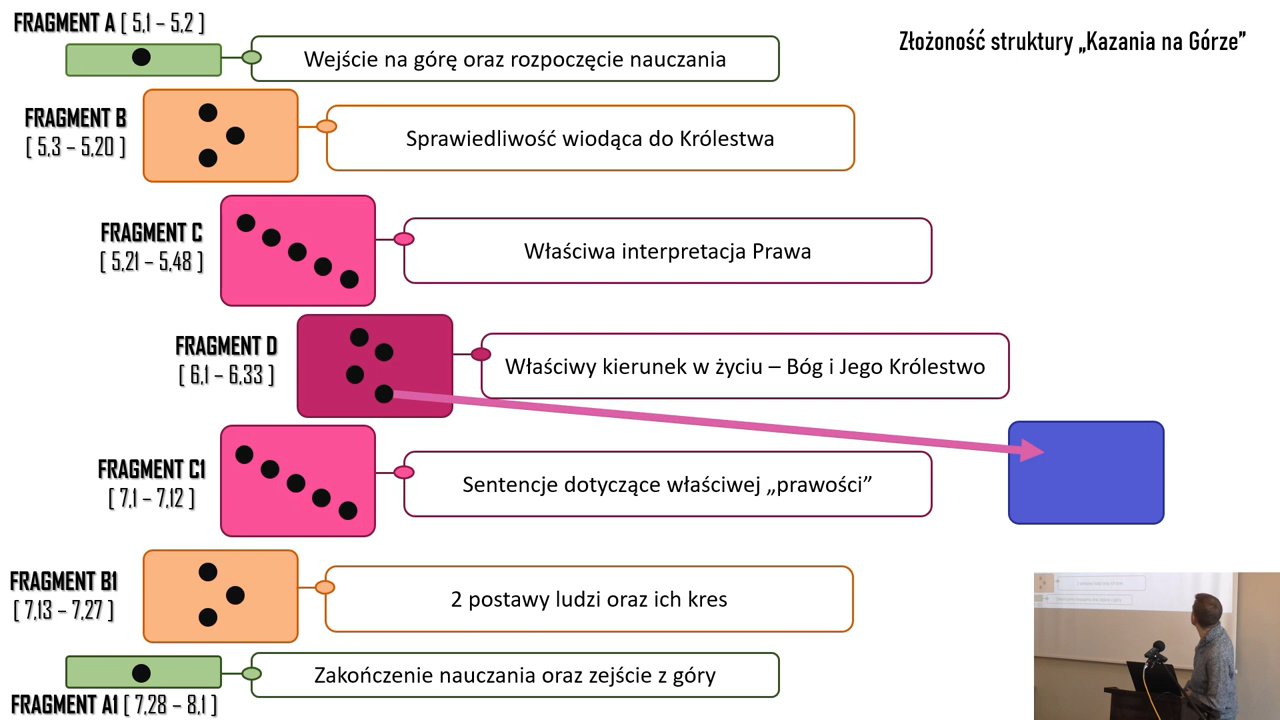 FRAGMENT A [ 5,1 – 5,2 ]
Złożoność struktury „Kazania na Górze”
Wejście na górę oraz rozpoczęcie nauczania
FRAGMENT B
[ 5,3 – 5,20 ]
Sprawiedliwość wiodąca do Królestwa
FRAGMENT C
[ 5,21 – 5,48 ]
Właściwa interpretacja Prawa
FRAGMENT D
[ 6,1 – 6,33 ]
Właściwy kierunek w życiu – Bóg i Jego Królestwo
FRAGMENT C1
[ 7,1 – 7,12 ]
Sentencje dotyczące właściwej „prawości”
FRAGMENT B1
[ 7,13 – 7,27 ]
2 postawy ludzi oraz ich kres
Zakończenie nauczania oraz zejście z góry
FRAGMENT A1 [ 7,28 – 8,1 ]